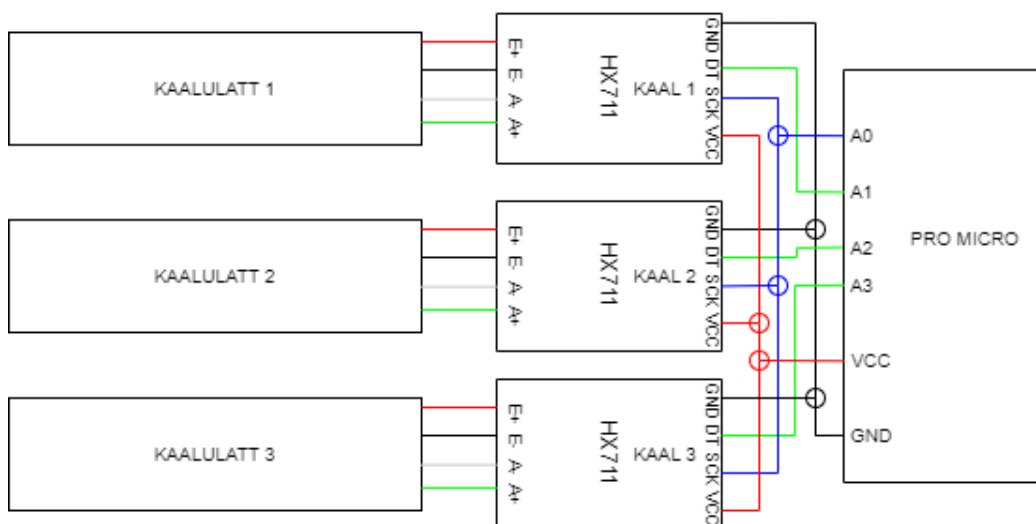 KAALULATT 1
E+
E-
A-
A+
HX711
KAAL 1
GND
DT
SCK
VCC
KAALULATT 2
E+
E-
A-
A+
HX711
KAAL 2
GND
DT
SCK
VCC
KAALULATT 3
E+
E-
A-
A+
HX711
KAAL 3
GND
DT
SCK
VCC
A0
A1
A2
A3
VCC
GND
PRO MICRO